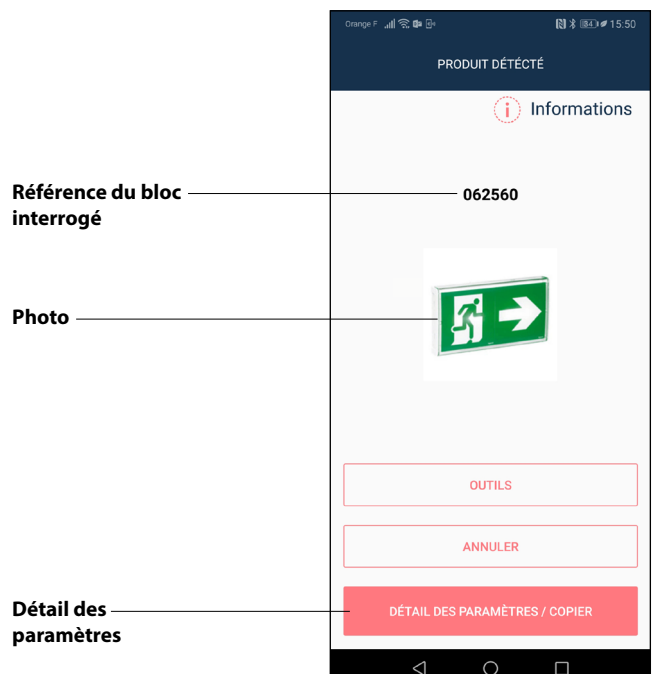 Orange F 84 15:50
PRODUIT DÉTÉCTÉ
i Informations
Référence du bloc
interrogé
062560
Photo
OUTILS
ANNULER
Détail des
paramètres
DÉTAIL DES PARAMÈTRES / COPIER